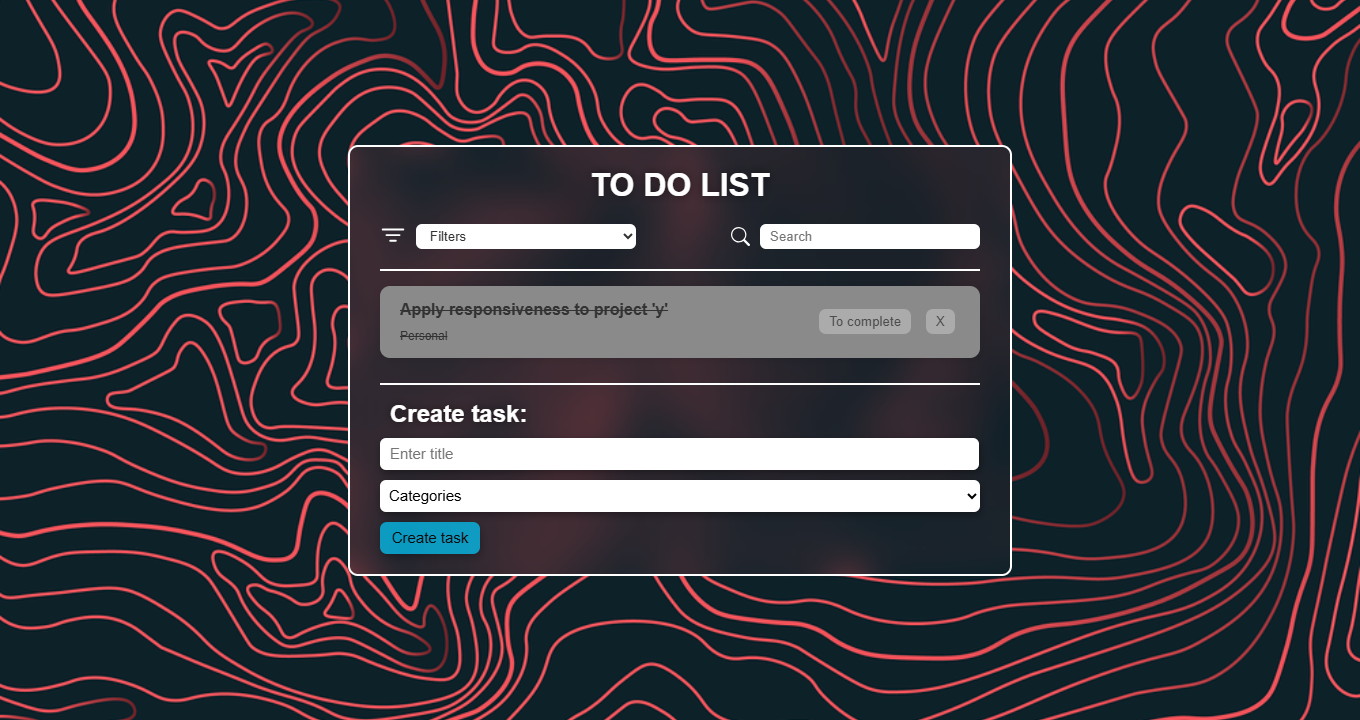 TO DO LIST
Filters
Search
Apply responsiveness to project 'y'
Personal
To complete
X
Create task:
Enter title
Categories
Create task